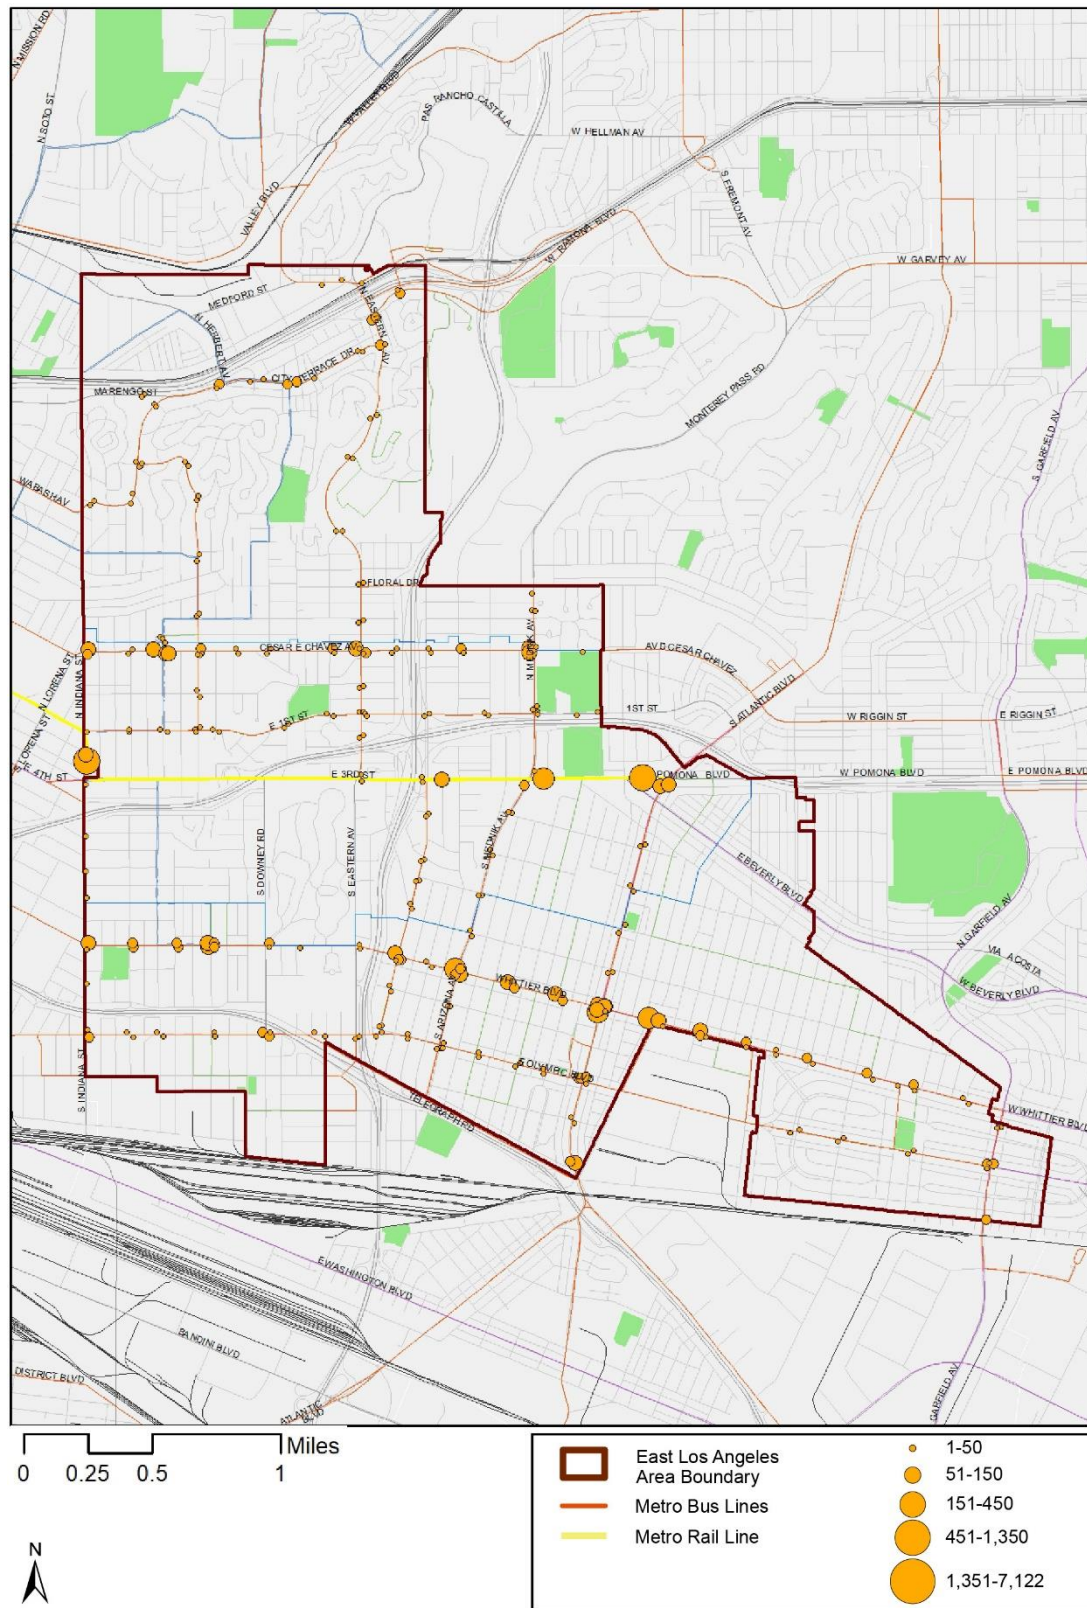 N MISSION RD
N SOTO ST
W VALLEY BLVD
PAS RANCHO CASTALA
W HELLMAN AV
S FREMONT AV
VALLEY BLVD
W RAMONA BLVD
W GARVEY AV
MEDFORD ST
N EASTERN AV
N HERBERT AV
CITY TERRACE DR
MARENGO ST
MONTEREY PASS RD
S GARFIELD AV
WABASH AV
FLORAL DR
CESAR E CHAVEZ AV
N MEDNIK AV
AV D CESAR CHAVEZ
N LORENA ST
N INDIANA ST
S ATLANTIC BLVD
E 1ST ST
1ST ST
W RIGGIN ST
E RIGGIN ST
S LORENA ST
E 4TH ST
E 3RD ST
POMONA BLVD
W POMONA BLVD
E POMONA BLVD
S DOWNEY RD
S EASTERN AV
S MEDNIK AV
E BEVERLY BLVD
N GARFIELD AV
VIA ACOSTA
W BEVERLY BLVD
WHITTIER BLVD
S ARIZONA AV
S OLYMPIC BLVD
S INDIANA ST
TELEGRAPH RD
W WHITTIER BLVD
E WASHINGTON BLVD
BANDINI BLVD
DISTRICT BLVD
ATLANTIC BLVD
GARFIELD AV
Miles
0 0.25 0.5 1
N
East Los Angeles
Area Boundary
Metro Bus Lines
Metro Rail Line
1-50
51-150
151-450
451-1,350
1,351-7,122